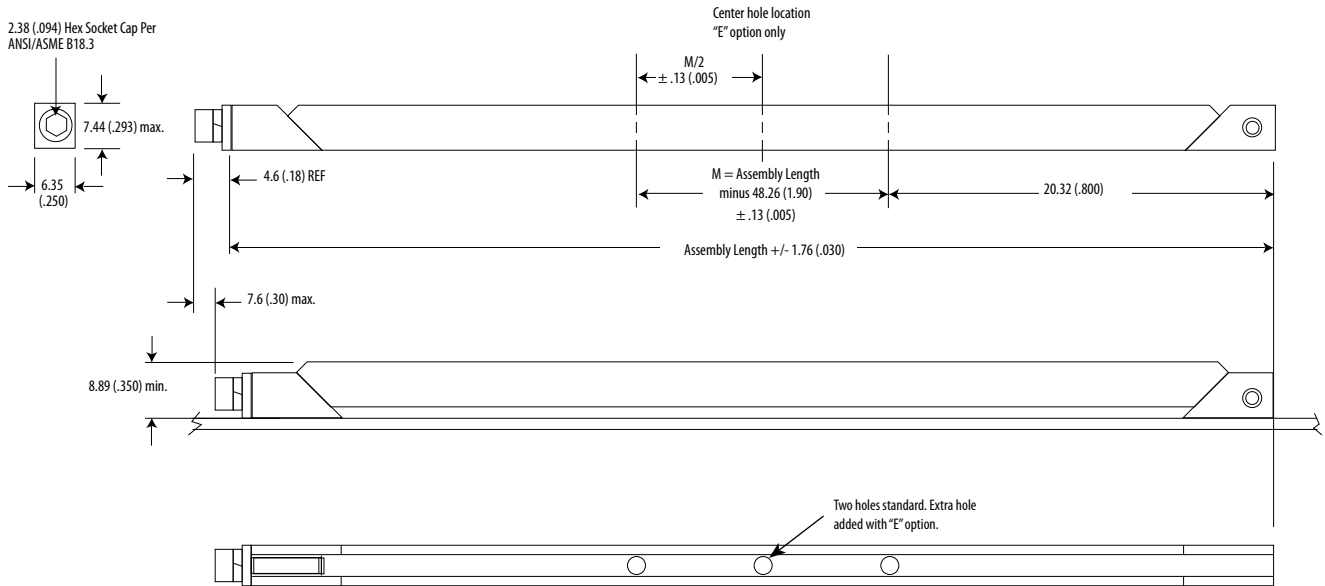 2.38 (.094) Hex Socket Cap Per
ANSI/ASME B18.3
Center hole location
“E” option only
M/2
± .13 (.005)
7.44 (.293) max.
6.35
(.250)
4.6 (.18) REF
M = Assembly Length
minus 48.26 (1.90)
± .13 (.005)
20.32 (.800)
Assembly Length +/- 1.76 (.030)
7.6 (.30) max.
8.89 (.350) min.
Two holes standard. Extra hole
added with “E” option.